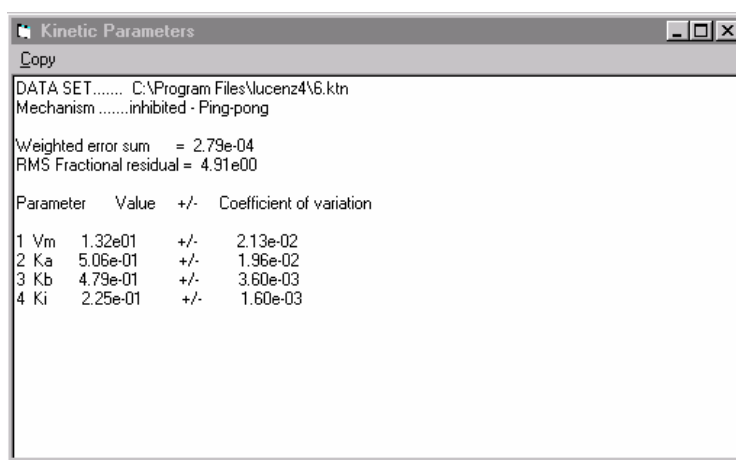 Kinetic Parameters
Copy
DATA SET....... C:\Program Files\lucenz4\6.ktn
Mechanism .......inhibited - Ping-pong
Weighted error sum = 2.79e-04
RMS Fractional residual = 4.91e00
Parameter Value +/- Coefficient of variation
1 Vm 1.32e01 +/- 2.13e-02
2 Ka 5.06e-01 +/- 1.96e-02
3 Kb 4.79e-01 +/- 3.60e-03
4 Ki 2.25e-01 +/- 1.60e-03